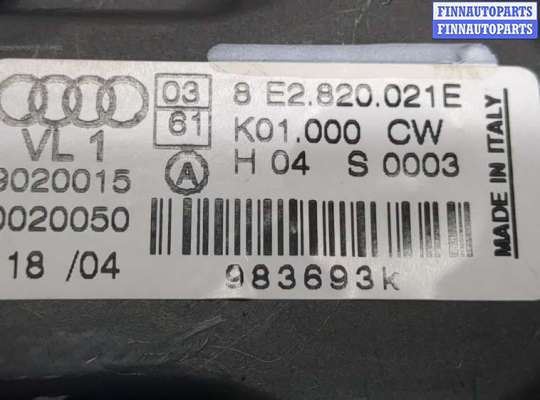 FINNAUTOPARTS
FINNAUTOPARTS
03
61
8 E2.820.021E
VL 1
K01.000 CW
A
H 04 S 0003
9020015
0020050
18 /04
983693k
MADE IN ITALY